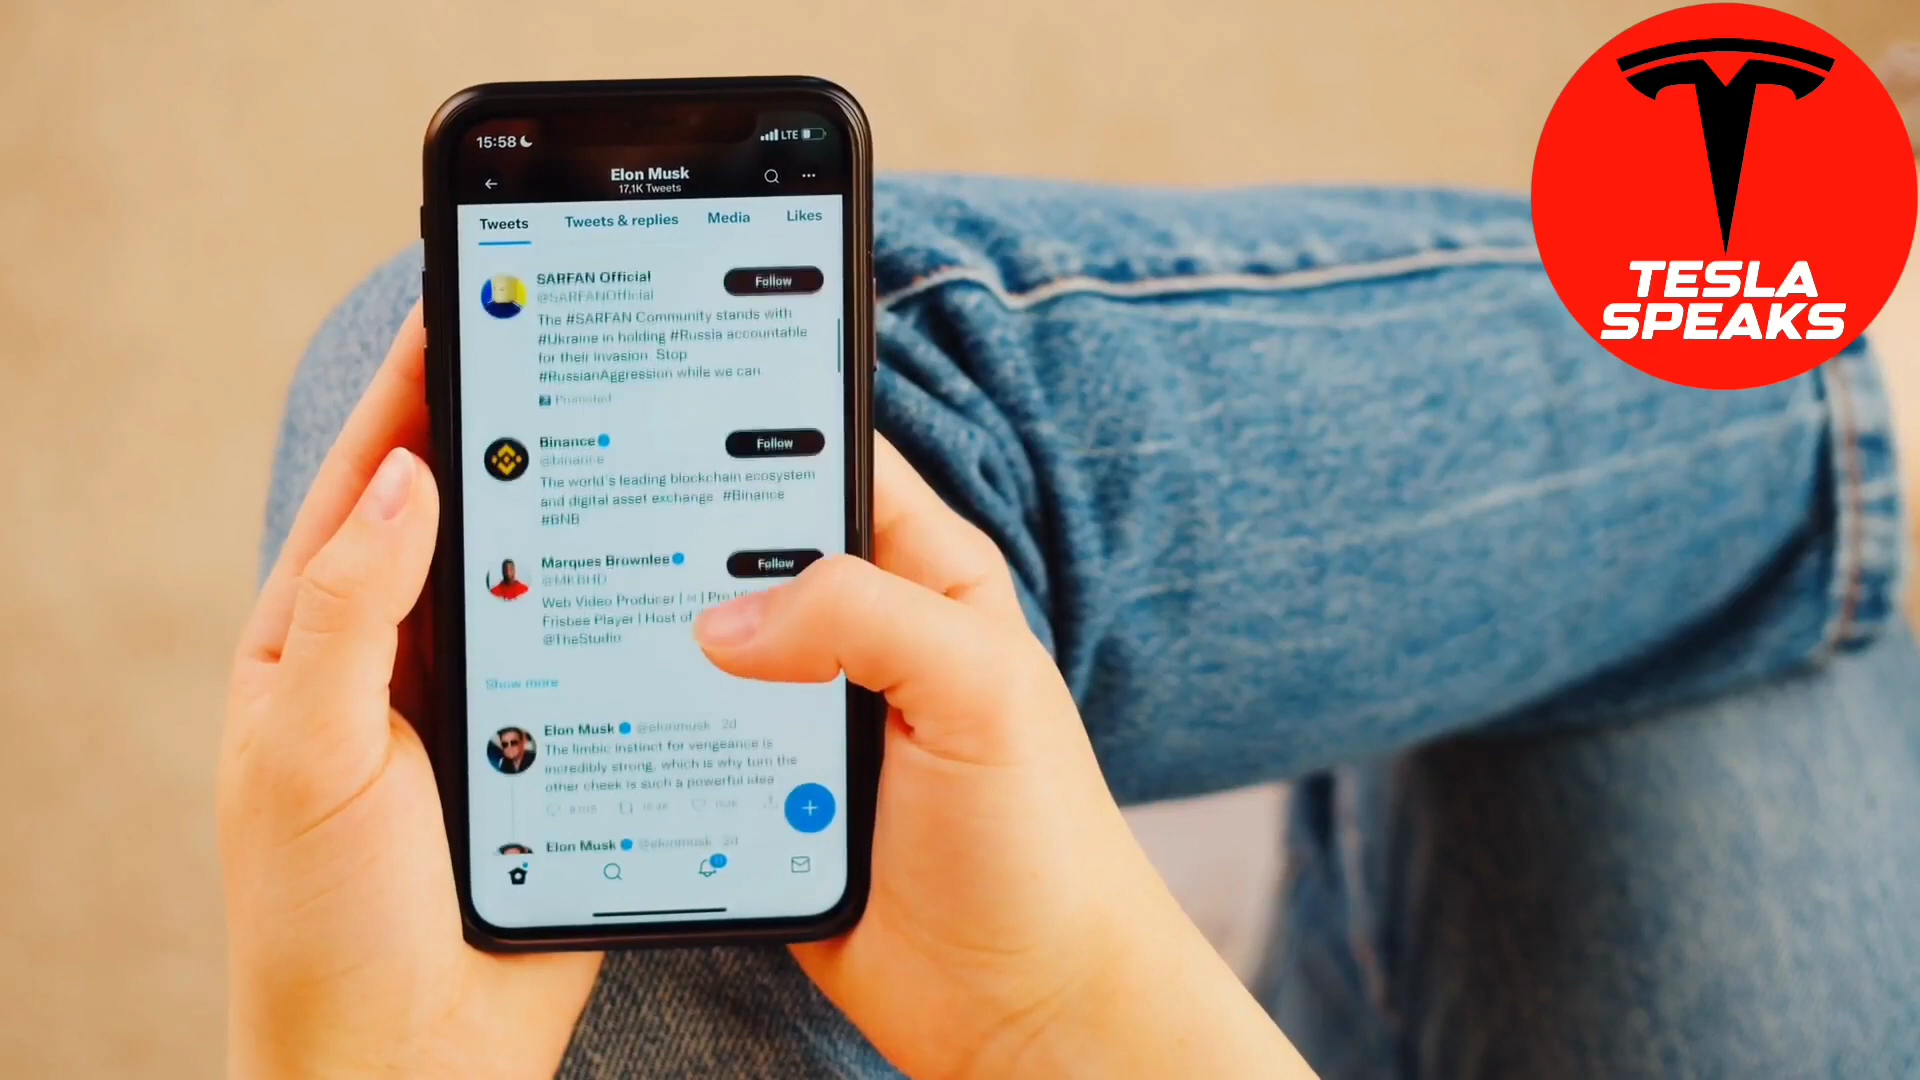 15:58
LTE
Elon Musk
17,1K Tweets
Tweets
Tweets & replies
Media
Likes
SARFAN Official
Follow
@SARFANOfficial
The #SARFAN Community stands with
#Ukraine in holding #Russia accountable
for their invasion. Stop
#RussianAggression while we can.
Promoted
Binance
Follow
@binance
The world's leading blockchain ecosystem
and digital asset exchange. #Binance
#BNB
Marques Brownlee
Follow
@MKBHD
Web Video Producer | | Pro
Frisbee Player | Host of
@TheStudio
Show more
Elon Musk @elonmusk · 2d
The limbic instinct for vengeance is
incredibly strong, which is why turn the
other cheek is such a powerful idea
Elon Musk @elonmusk · 2d
TESLA
SPEAKS